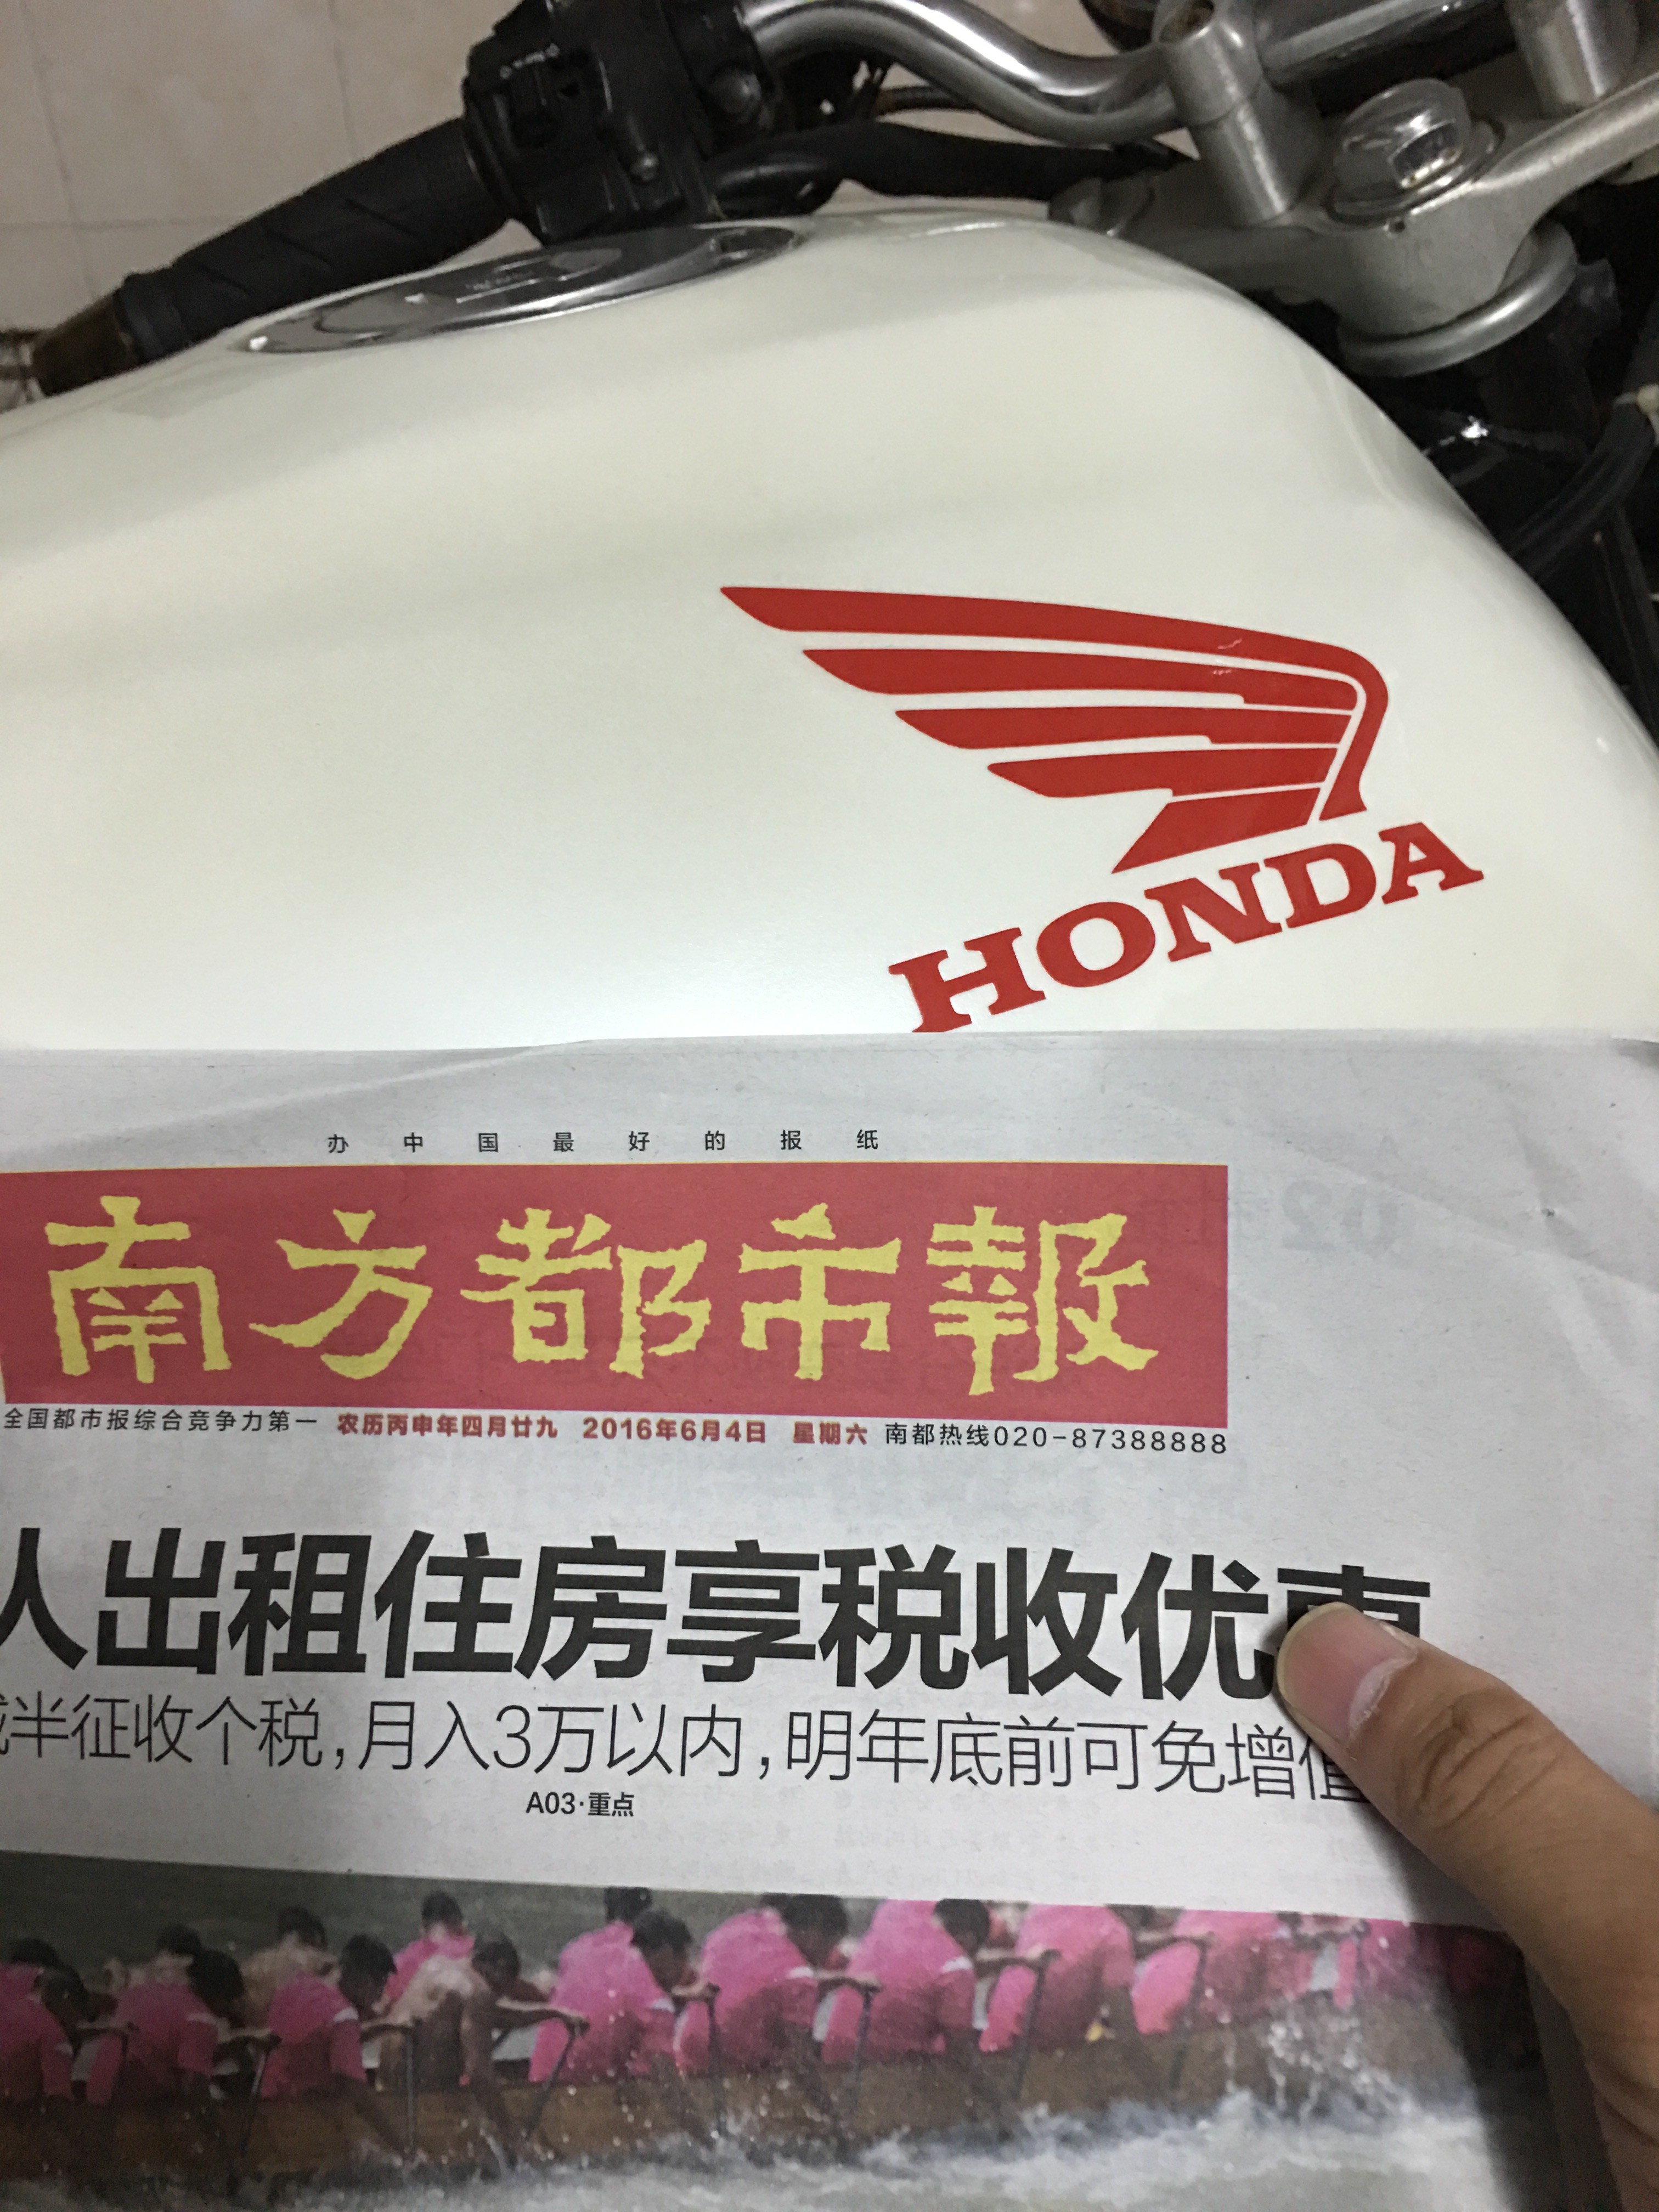 HONDA
办中国最好的报纸
南方都市報
全国都市报综合竞争力第一 农历丙申年四月廿九 2016年6月4日 星期六 南都热线020-87388888
人出租住房享税收优惠
半征收个税,月入3万以内,明年底前可免增值
A03·重点